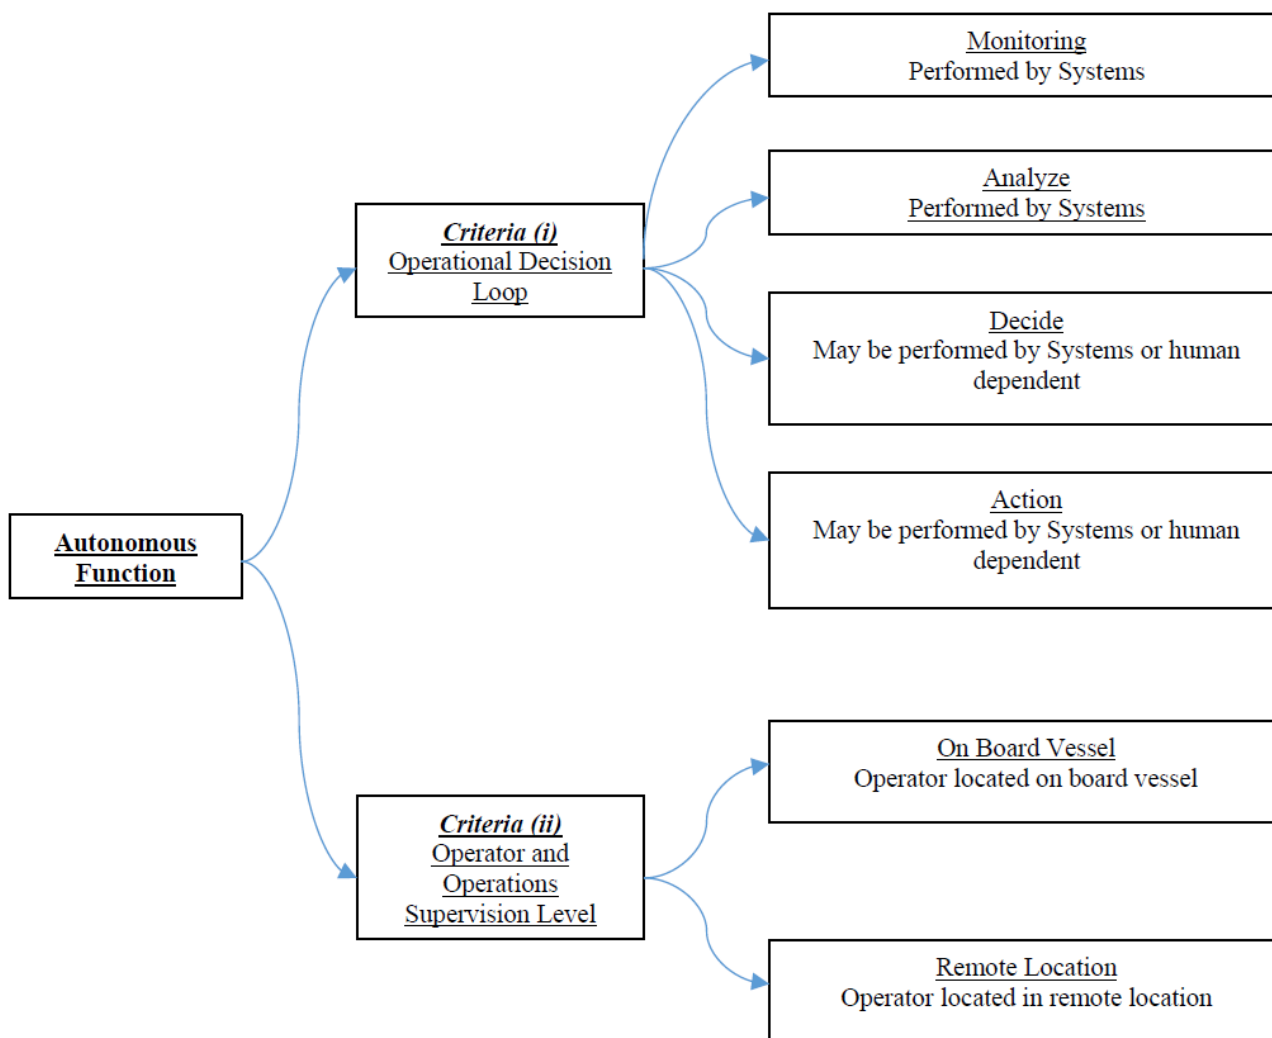 Monitoring
Performed by Systems
Analyze
Performed by Systems
Criteria (i)
Operational Decision
Loop
Decide
May be performed by Systems or human
dependent
Action
May be performed by Systems or human
dependent
Autonomous
Function
On Board Vessel
Operator located on board vessel
Criteria (ii)
Operator and
Operations
Supervision Level
Remote Location
Operator located in remote location